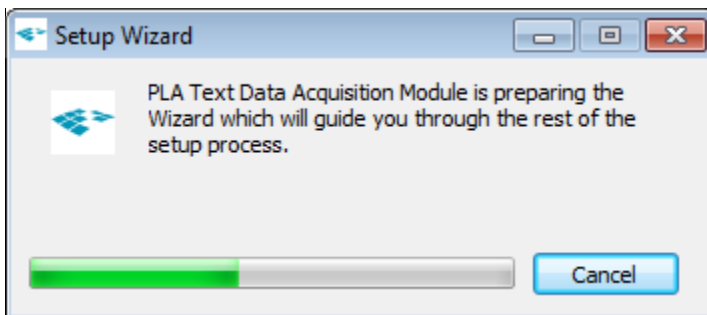 Setup Wizard
PLA Text Data Acquisition Module is preparing the
Wizard which will guide you through the rest of the
setup process.
Cancel